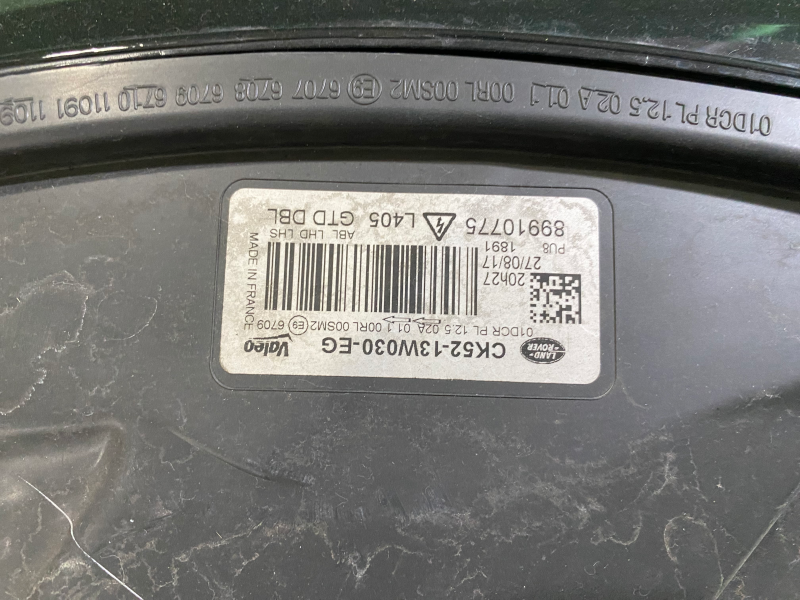 LAND ROVER
CK52-13W030-EG
Valeo
01DCR PL 12.5 02A 01.1 00RL 00SM2 E9 6709
20h27
27/08/17
1891
PU8
MADE IN FRANCE
ABL LHD LHS
89910775
L405 GTD DBL
01DCR PL 12.5 02A 01.1 00RL 00SM2 E9 6707 6708 6709 6710 11091